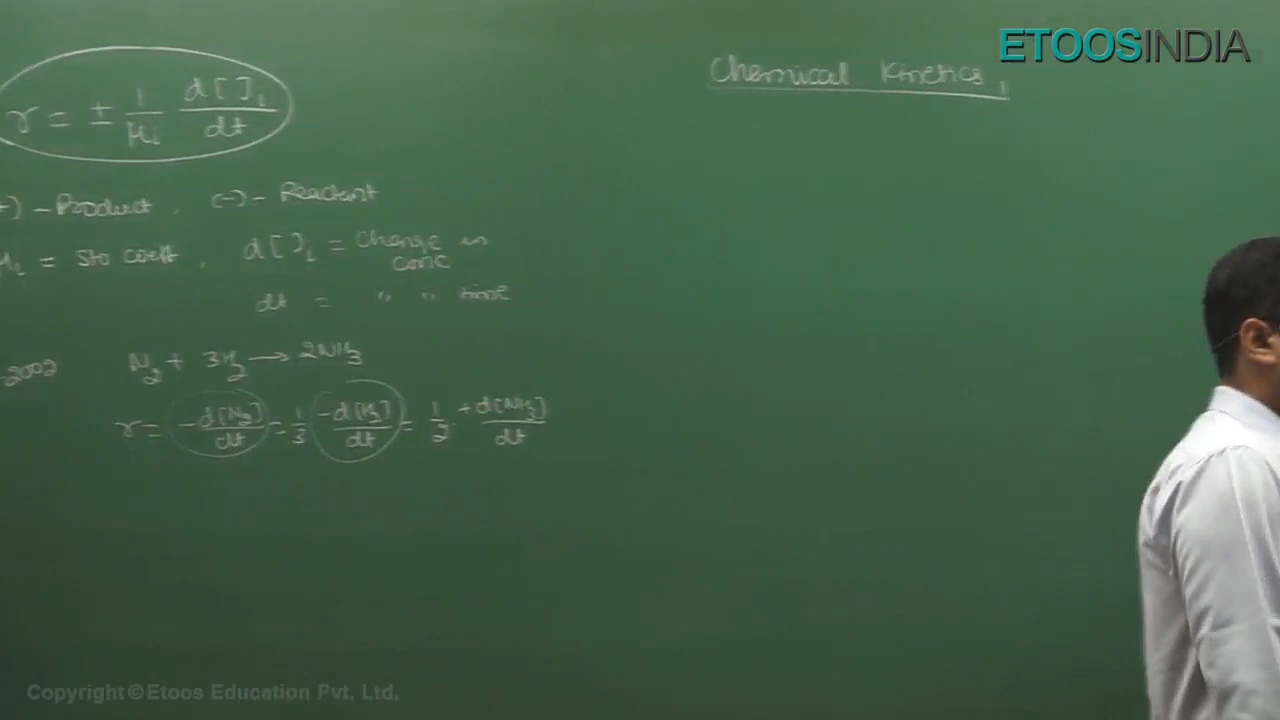 ETOOSINDIA
Chemical Kinetics,
r = ± 1/μi d[ ]i/dt
+) - Product, (-) - Reactant
μi = Sto coeff, d[ ]i = Change in conc
dt = " " time
2002 N2 + 3H2 → 2NH3
r = -d[N2]/dt = 1/3 -d[H2]/dt = 1/2 +d[NH3]/dt
Copyright©Etoos Education Pvt. Ltd.